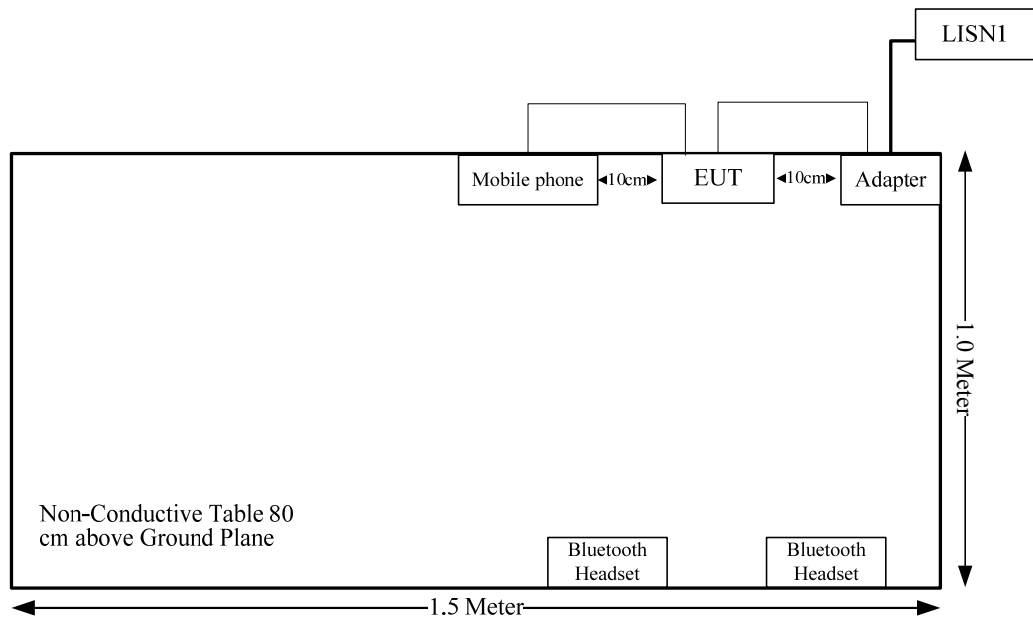 LISN1
Mobile phone
10cm
EUT
10cm
Adapter
1.0 Meter
Non-Conductive Table 80
cm above Ground Plane
Bluetooth
Headset
Bluetooth
Headset
1.5 Meter